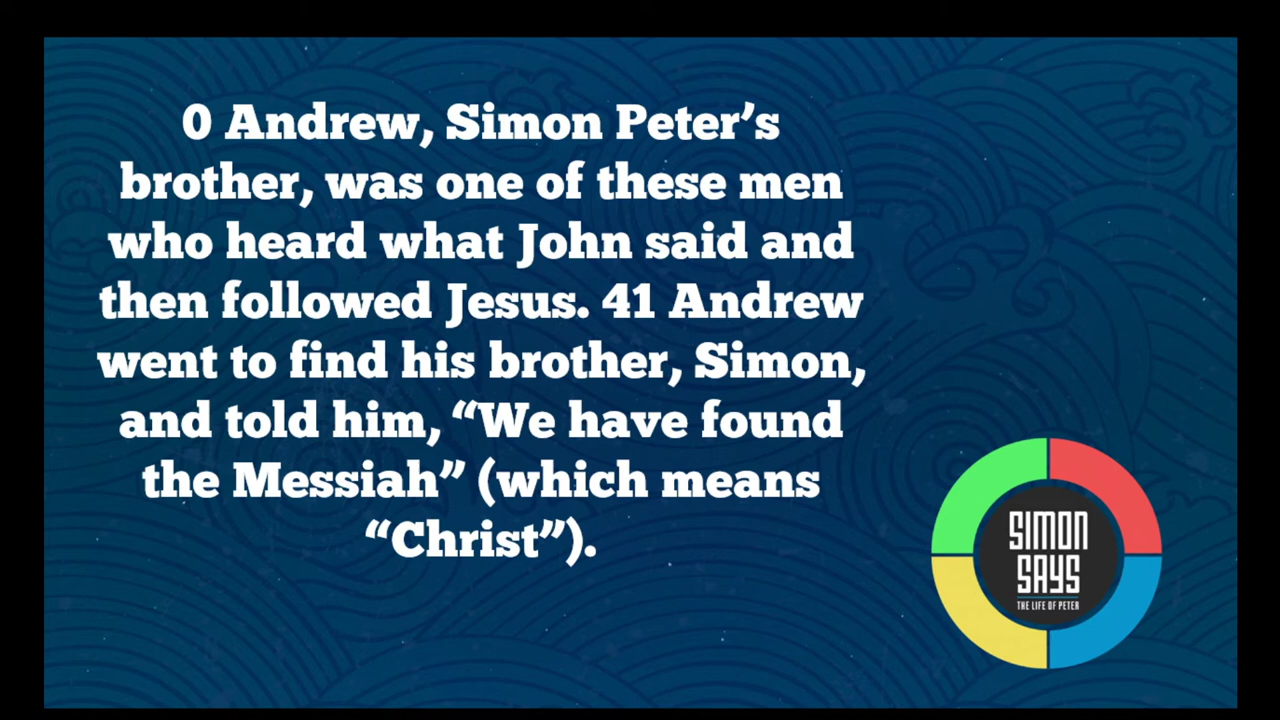 0 Andrew, Simon Peter’s
brother, was one of these men
who heard what John said and
then followed Jesus. 41 Andrew
went to find his brother, Simon,
and told him, “We have found
the Messiah” (which means
“Christ”).
SIMON
SAYS
THE LIFE OF PETER